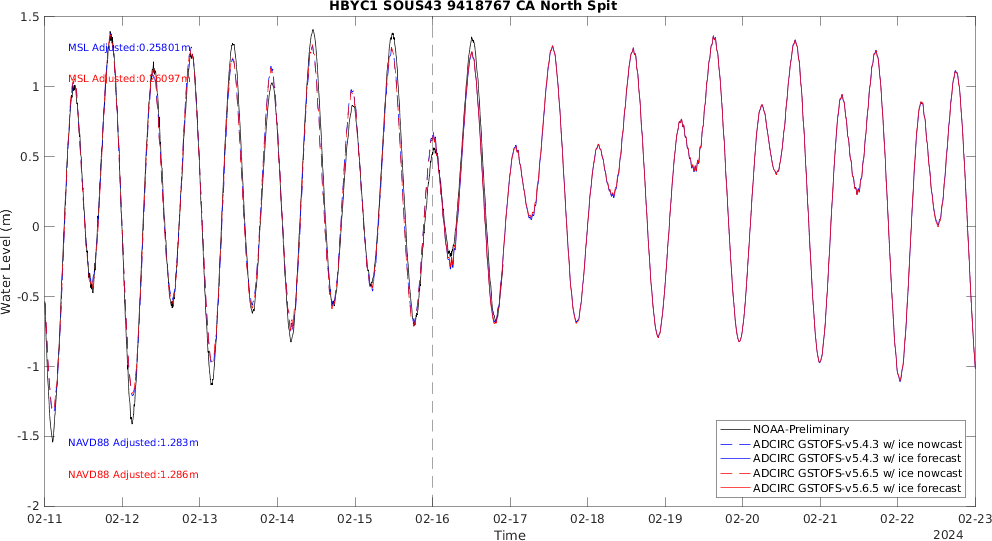 HBYC1 SOUS43 9418767 CA North Spit
1.5
1
0.5
0
-0.5
-1
-1.5
-2
Water Level (m)
MSL Adjusted:0.25801m
MSL Adjusted:0.26097m
NAVD88 Adjusted:1.283m
NAVD88 Adjusted:1.286m
NOAA-Preliminary
ADCIRC GSTOFS-v5.4.3 w/ ice nowcast
ADCIRC GSTOFS-v5.4.3 w/ ice forecast
ADCIRC GSTOFS-v5.6.5 w/ ice nowcast
ADCIRC GSTOFS-v5.6.5 w/ ice forecast
02-11 02-12 02-13 02-14 02-15 02-16 02-17 02-18 02-19 02-20 02-21 02-22 02-23
Time
2024